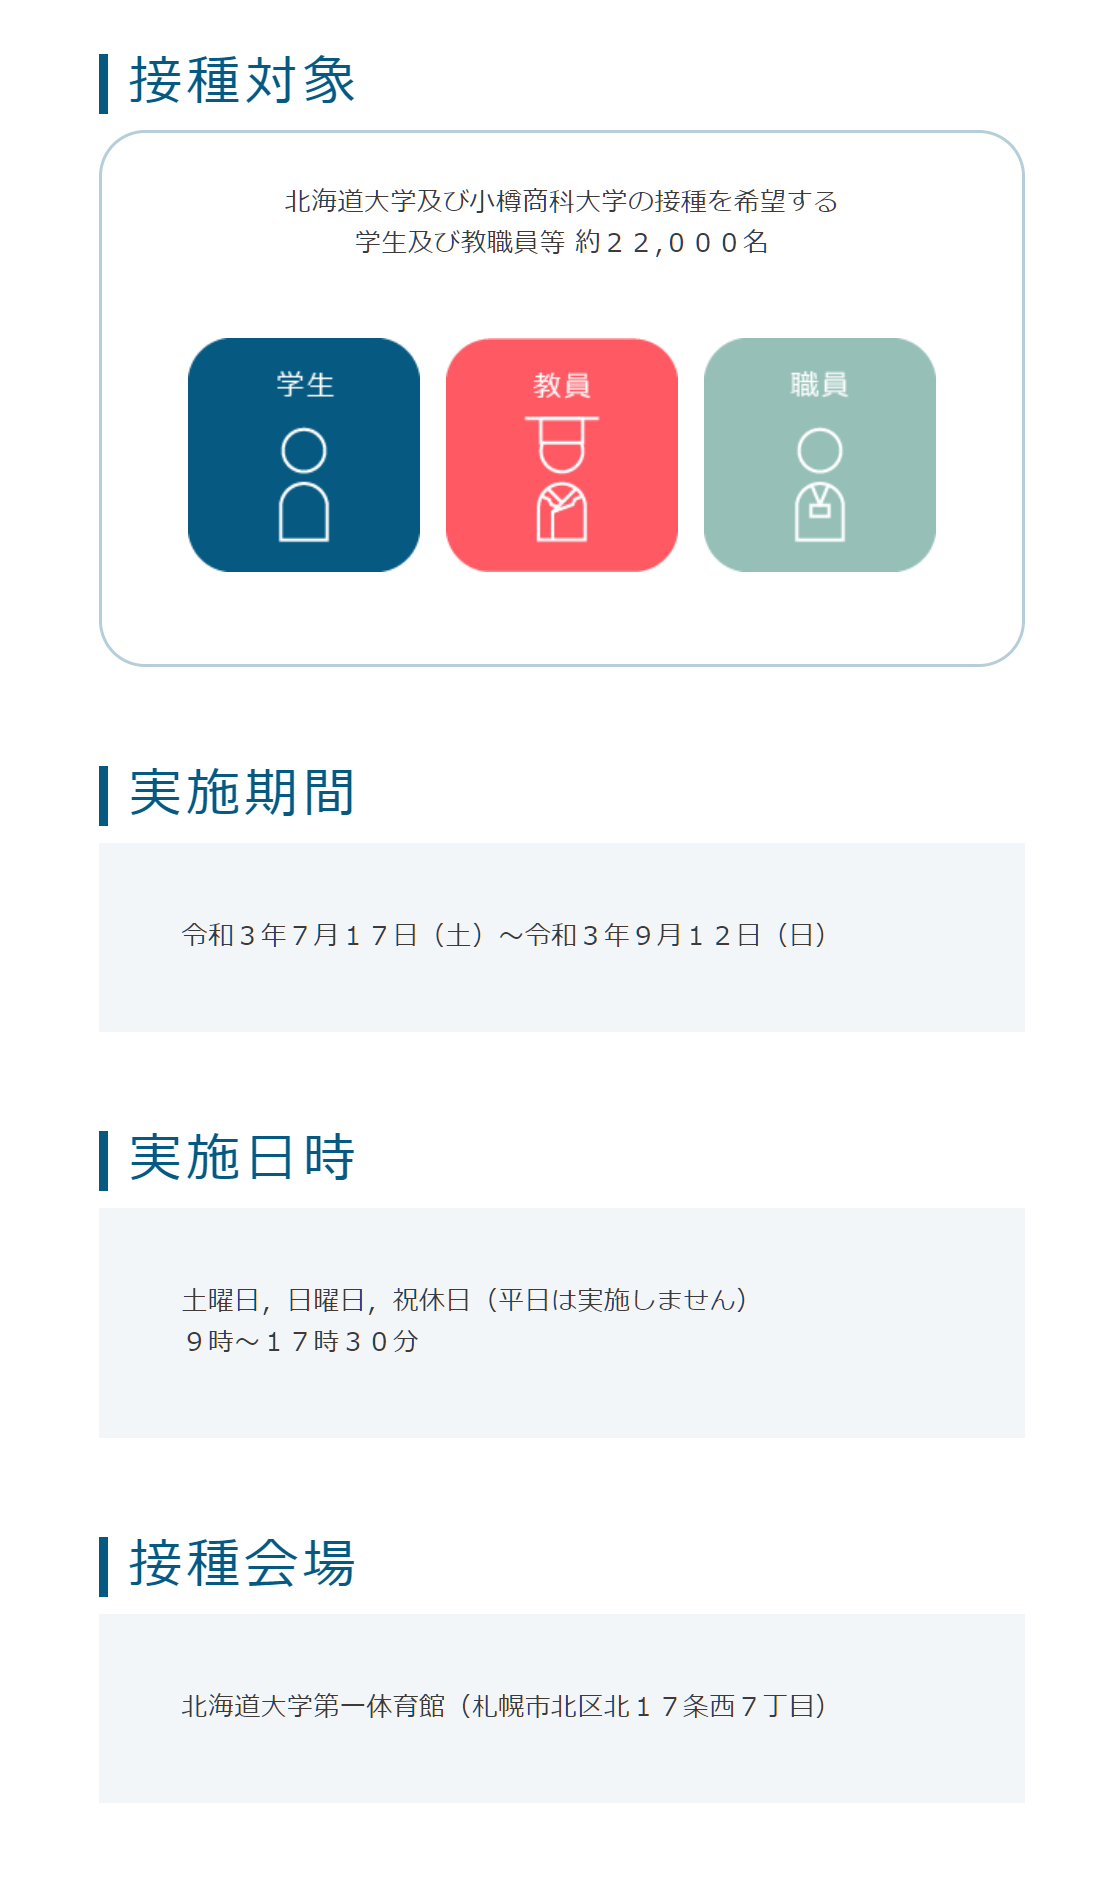 接種対象
北海道大学及び小樽商科大学の接種を希望する
学生及び教職員等 約２２,０００名
学生
教員
職員
実施期間
令和３年７月１７日（土）～令和３年９月１２日（日）
実施日時
土曜日，日曜日，祝休日（平日は実施しません）
９時～１７時３０分
接種会場
北海道大学第一体育館（札幌市北区北１７条西７丁目）